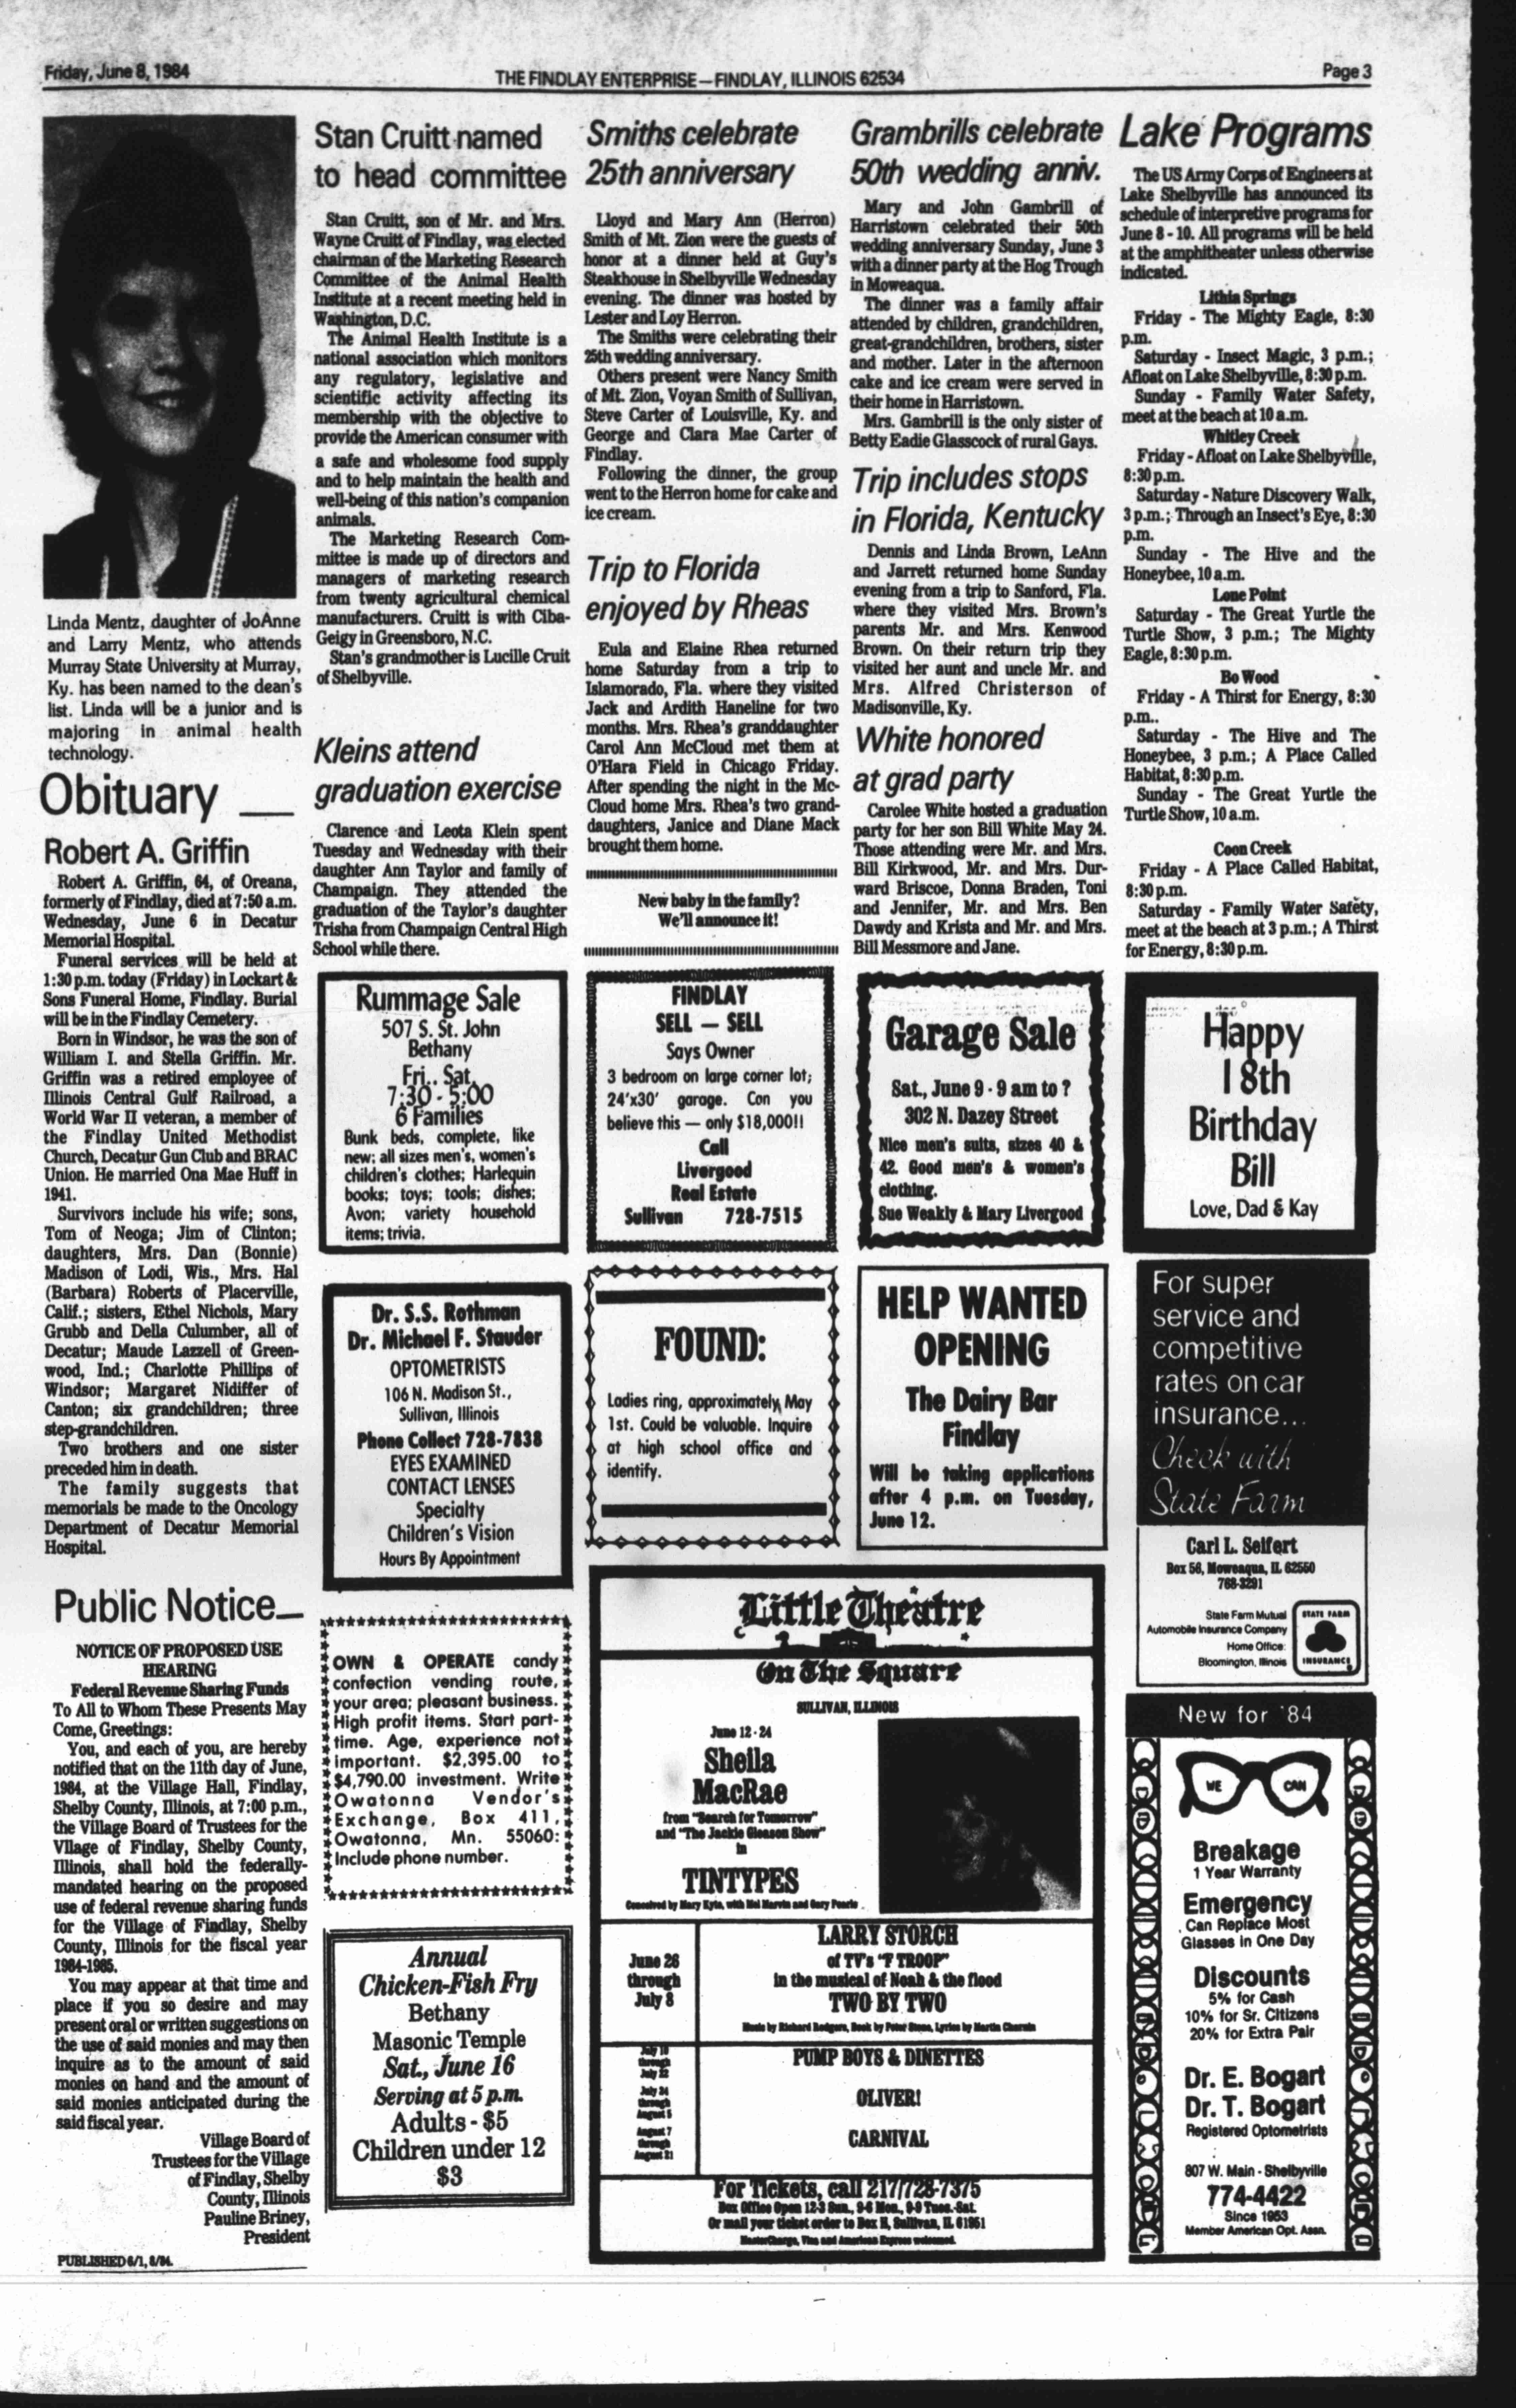 Friday, June 8, 1984
THE FINDLAY ENTERPRISE—FINDLAY, ILLINOIS 62534
Page 3
Linda Mentz, daughter of JoAnne
and Larry Mentz, who attends
Murray State University at Murray,
Ky. has been named to the dean's
list. Linda will be a junior and is
majoring in animal health
technology.
Obituary
Robert A. Griffin
Robert A. Griffin, 64, of Oreana,
formerly of Findlay, died at 7:50 a.m.
Wednesday, June 6 in Decatur
Memorial Hospital.
Funeral services will be held at
1:30 p.m. today (Friday) in Lockart &
Sons Funeral Home, Findlay. Burial
will be in the Findlay Cemetery.
Born in Windsor, he was the son of
William I. and Stella Griffin. Mr.
Griffin was a retired employee of
Illinois Central Gulf Railroad, a
World War II veteran, a member of
the Findlay United Methodist
Church, Decatur Gun Club and BRAC
Union. He married Ona Mae Huff in
1941.
Survivors include his wife; sons,
Tom of Neoga; Jim of Clinton;
daughters, Mrs. Dan (Bonnie)
Madison of Lodi, Wis., Mrs. Hal
(Barbara) Roberts of Placerville,
Calif.; sisters, Ethel Nichols, Mary
Grubb and Della Culumber, all of
Decatur; Maude Lazzell of Green-
wood, Ind.; Charlotte Phillips of
Windsor; Margaret Nidiffer of
Canton; six grandchildren; three
step-grandchildren.
Two brothers and one sister
preceded him in death.
The family suggests that
memorials be made to the Oncology
Department of Decatur Memorial
Hospital.
Public Notice
NOTICE OF PROPOSED USE
HEARING
Federal Revenue Sharing Funds
To All to Whom These Presents May
Come, Greetings:
You, and each of you, are hereby
notified that on the 11th day of June,
1984, at the Village Hall, Findlay,
Shelby County, Illinois, at 7:00 p.m.,
the Village Board of Trustees for the
Vllage of Findlay, Shelby County,
Illinois, shall hold the federally-
mandated hearing on the proposed
use of federal revenue sharing funds
for the Village of Findlay, Shelby
County, Illinois for the fiscal year
1984-1985.
You may appear at that time and
place if you so desire and may
present oral or written suggestions on
the use of said monies and may then
inquire as to the amount of said
monies on hand and the amount of
said monies anticipated during the
said fiscal year.
Village Board of
Trustees for the Village
of Findlay, Shelby
County, Illinois
Pauline Briney,
President
PUBLISHED 6/1, 8/84.
Stan Cruitt named
to head committee
Stan Cruitt, son of Mr. and Mrs.
Wayne Cruitt of Findlay, was elected
chairman of the Marketing Research
Committee of the Animal Health
Institute at a recent meeting held in
Washington, D.C.
The Animal Health Institute is a
national association which monitors
any regulatory, legislative and
scientific activity affecting its
membership with the objective to
provide the American consumer with
a safe and wholesome food supply
and to help maintain the health and
well-being of this nation's companion
animals.
The Marketing Research Com-
mittee is made up of directors and
managers of marketing research
from twenty agricultural chemical
manufacturers. Cruitt is with Ciba-
Geigy in Greensboro, N.C.
Stan's grandmother is Lucille Cruit
of Shelbyville.
Kleins attend
graduation exercise
Clarence and Leota Klein spent
Tuesday and Wednesday with their
daughter Ann Taylor and family of
Champaign. They attended the
graduation of the Taylor's daughter
Trisha from Champaign Central High
School while there.
Rummage Sale
507 S. St. John
Bethany
Fri.. Sat.
7:30 - 5:00
6 Families
Bunk beds, complete, like
new; all sizes men's, women's
children's clothes; Harlequin
books; toys; tools; dishes;
Avon; variety household
items; trivia.
Dr. S.S. Rothman
Dr. Michael F. Stauder
OPTOMETRISTS
106 N. Madison St.,
Sullivan, Illinois
Phone Collect 728-7838
EYES EXAMINED
CONTACT LENSES
Specialty
Children's Vision
Hours By Appointment
OWN & OPERATE candy
confection vending route,
your area; pleasant business.
High profit items. Start part-
time. Age, experience not
important. $2,395.00 to
$4,790.00 investment. Write
Owatonna Vendor's
Exchange, Box 411,
Owatonna, Mn. 55060:
Include phone number.
Annual
Chicken-Fish Fry
Bethany
Masonic Temple
Sat., June 16
Serving at 5 p.m.
Adults - $5
Children under 12
$3
Smiths celebrate
25th anniversary
Lloyd and Mary Ann (Herron)
Smith of Mt. Zion were the guests of
honor at a dinner held at Guy's
Steakhouse in Shelbyville Wednesday
evening. The dinner was hosted by
Lester and Loy Herron.
The Smiths were celebrating their
25th wedding anniversary.
Others present were Nancy Smith
of Mt. Zion, Voyan Smith of Sullivan,
Steve Carter of Louisville, Ky. and
George and Clara Mae Carter of
Findlay.
Following the dinner, the group
went to the Herron home for cake and
ice cream.
Trip to Florida
enjoyed by Rheas
Eula and Elaine Rhea returned
home Saturday from a trip to
Islamorado, Fla. where they visited
Jack and Ardith Haneline for two
months. Mrs. Rhea's granddaughter
Carol Ann McCloud met them at
O'Hara Field in Chicago Friday.
After spending the night in the Mc-
Cloud home Mrs. Rhea's two grand-
daughters, Janice and Diane Mack
brought them home.
New baby in the family?
We'll announce it!
FINDLAY
SELL — SELL
Says Owner
3 bedroom on large corner lot;
24'x30' garage. Con you
believe this — only $18,000!!
Call
Livergood
Real Estate
Sullivan 728-7515
FOUND:
Ladies ring, approximately May
1st. Could be valuable. Inquire
at high school office and
identify.
Grambrills celebrate
50th wedding anniv.
Mary and John Gambrill of
Harristown celebrated their 50th
wedding anniversary Sunday, June 3
with a dinner party at the Hog Trough
in Moweaqua.
The dinner was a family affair
attended by children, grandchildren,
great-grandchildren, brothers, sister
and mother. Later in the afternoon
cake and ice cream were served in
their home in Harristown.
Mrs. Gambrill is the only sister of
Betty Eadie Glasscock of rural Gays.
Trip includes stops
in Florida, Kentucky
Dennis and Linda Brown, LeAnn
and Jarrett returned home Sunday
evening from a trip to Sanford, Fla.
where they visited Mrs. Brown's
parents Mr. and Mrs. Kenwood
Brown. On their return trip they
visited her aunt and uncle Mr. and
Mrs. Alfred Christerson of
Madisonville, Ky.
White honored
at grad party
Carolee White hosted a graduation
party for her son Bill White May 24.
Those attending were Mr. and Mrs.
Bill Kirkwood, Mr. and Mrs. Dur-
ward Briscoe, Donna Braden, Toni
and Jennifer, Mr. and Mrs. Ben
Dawdy and Krista and Mr. and Mrs.
Bill Messmore and Jane.
Garage Sale
Sat., June 9 - 9 am to ?
302 N. Dazey Street
Nice men's suits, sizes 40 &
42. Good men's & women's
clothing.
Sue Weakly & Mary Livergood
HELP WANTED
OPENING
The Dairy Bar
Findlay
Will be taking applications
after 4 p.m. on Tuesday,
June 12.
Little Theatre
On The Square
SULLIVAN, ILLINOIS
June 12 - 24
Sheila
MacRae
from "Search for Tomorrow"
and "The Jackie Gleason Show"
in
TINTYPES
Conceived by Mary Kyte, with Mel Marvin and Gary Pearle
June 26
through
July 8
LARRY STORCH
of TV's "F TROOP"
in the musical of Noah & the flood
TWO BY TWO
Music by Richard Rodgers, Book by Peter Stone, Lyrics by Martin Charnin
July 10
through
July 22
PUMP BOYS & DINETTES
July 24
through
August 5
OLIVER!
August 7
through
August 21
CARNIVAL
For Tickets, call 217/728-7375
Box Office Open 12-3 Sun., 9-6 Mon., 9-9 Tues.-Sat.
Or mail your ticket order to Box H, Sullivan, IL 61951
MasterCharge, Visa and American Express welcomed.
Lake Programs
The US Army Corps of Engineers at
Lake Shelbyville has announced its
schedule of interpretive programs for
June 8 - 10. All programs will be held
at the amphitheater unless otherwise
indicated.
Lithia Springs
Friday - The Mighty Eagle, 8:30
p.m.
Saturday - Insect Magic, 3 p.m.;
Afloat on Lake Shelbyville, 8:30 p.m.
Sunday - Family Water Safety,
meet at the beach at 10 a.m.
Whitley Creek
Friday - Afloat on Lake Shelbyville,
8:30 p.m.
Saturday - Nature Discovery Walk,
3 p.m.; Through an Insect's Eye, 8:30
p.m.
Sunday - The Hive and the
Honeybee, 10 a.m.
Lone Point
Saturday - The Great Yurtle the
Turtle Show, 3 p.m.; The Mighty
Eagle, 8:30 p.m.
Bo Wood
Friday - A Thirst for Energy, 8:30
p.m..
Saturday - The Hive and The
Honeybee, 3 p.m.; A Place Called
Habitat, 8:30 p.m.
Sunday - The Great Yurtle the
Turtle Show, 10 a.m.
Coon Creek
Friday - A Place Called Habitat,
8:30 p.m.
Saturday - Family Water Safety,
meet at the beach at 3 p.m.; A Thirst
for Energy, 8:30 p.m.
Happy
18th
Birthday
Bill
Love, Dad & Kay
For super
service and
competitive
rates on car
insurance...
Check with
State Farm
Carl L. Seifert
Box 56, Moweaqua, IL 62550
768-3291
State Farm Mutual
Automobile Insurance Company
Home Office:
Bloomington, Illinois
STATE FARM
INSURANCE
New for '84
WE CAN
Breakage
1 Year Warranty
Emergency
Can Replace Most
Glasses in One Day
Discounts
5% for Cash
10% for Sr. Citizens
20% for Extra Pair
Dr. E. Bogart
Dr. T. Bogart
Registered Optometrists
807 W. Main - Shelbyville
774-4422
Since 1953
Member American Opt. Assn.